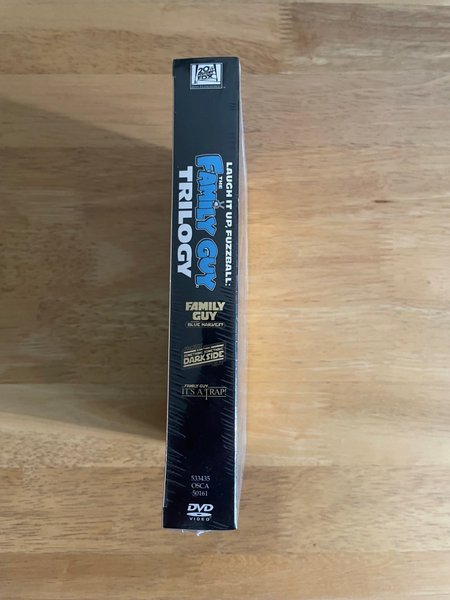 20th
CENTURY
FOX
LAUGH IT UP, FUZZBALL:
THE
FAMILY GUY
TRILOGY
FAMILY
GUY
BLUE HARVEST
DARK SIDE
FAMILY GUY
IT'S A TRAP!
533435
OSCA
50161
DVD
VIDEO